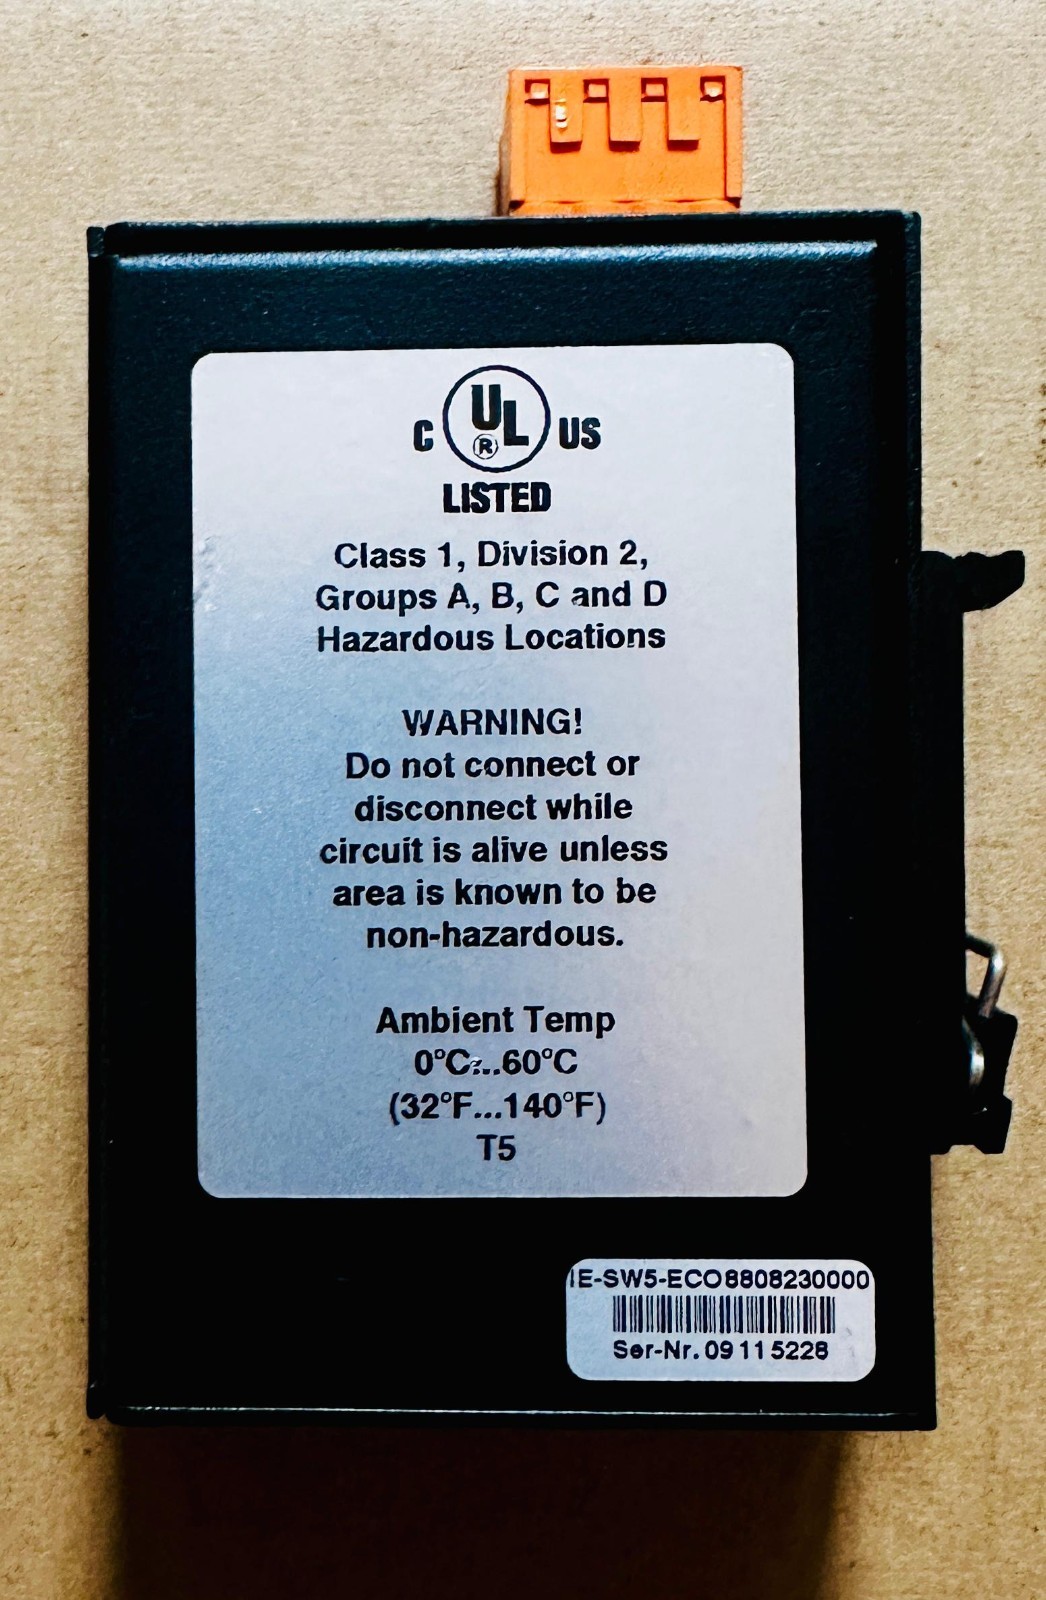 C UL® US
LISTED
Class 1, Division 2,
Groups A, B, C and D
Hazardous Locations
WARNING!
Do not connect or
disconnect while
circuit is alive unless
area is known to be
non-hazardous.
Ambient Temp
0°C...60°C
(32°F...140°F)
T5
IE-SW5-ECO 8808230000
Ser-Nr. 09 11 5228